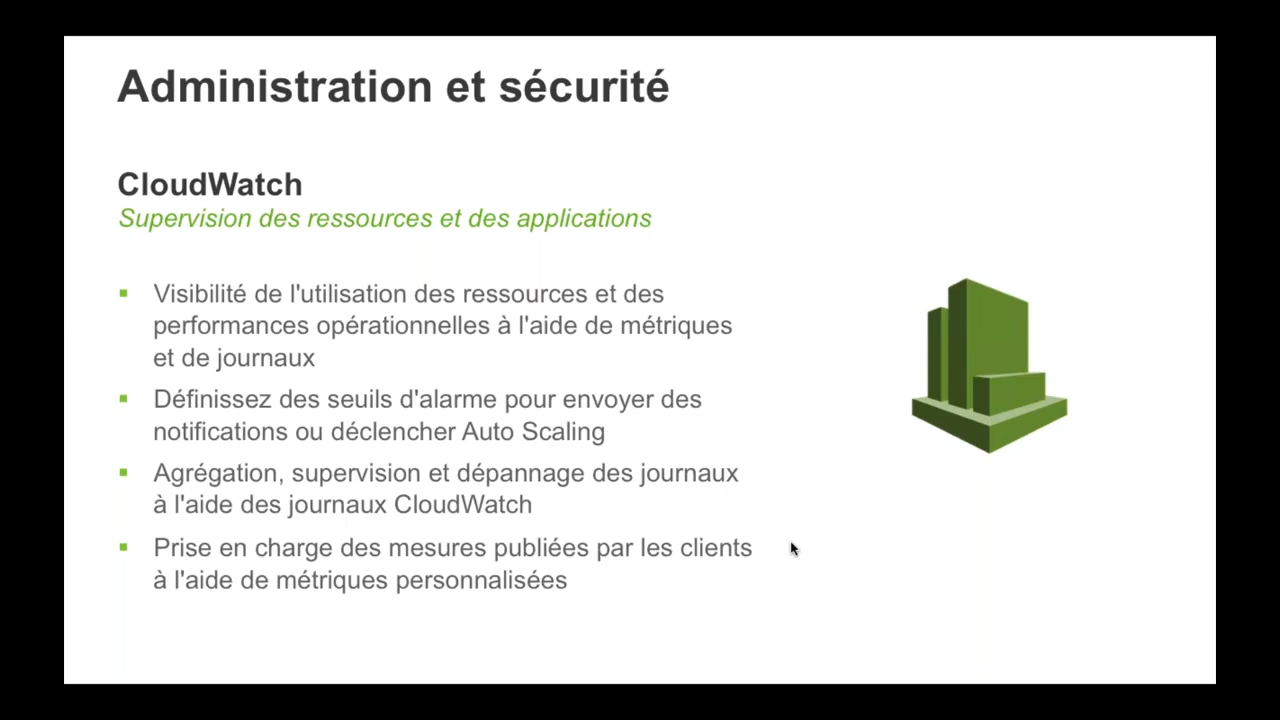 Administration et sécurité
CloudWatch
Supervision des ressources et des applications
Visibilité de l'utilisation des ressources et des
performances opérationnelles à l'aide de métriques
et de journaux
Définissez des seuils d'alarme pour envoyer des
notifications ou déclencher Auto Scaling
Agrégation, supervision et dépannage des journaux
à l'aide des journaux CloudWatch
Prise en charge des mesures publiées par les clients
à l'aide de métriques personnalisées